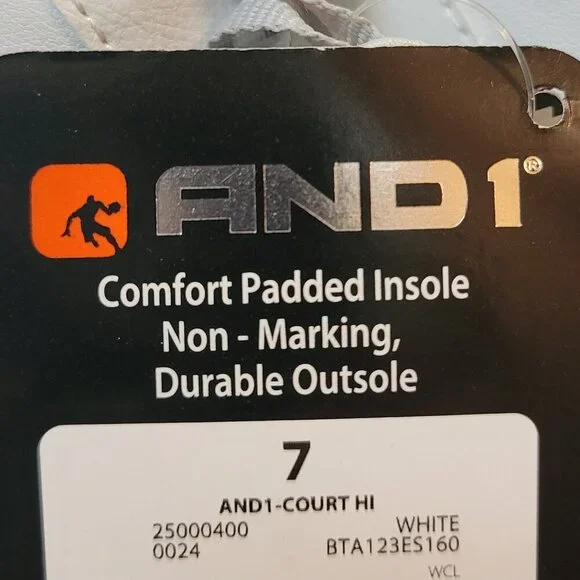 AND1®
Comfort Padded Insole
Non - Marking,
Durable Outsole
7
AND1-COURT HI
25000400 WHITE
0024 BTA123ES160
WCL